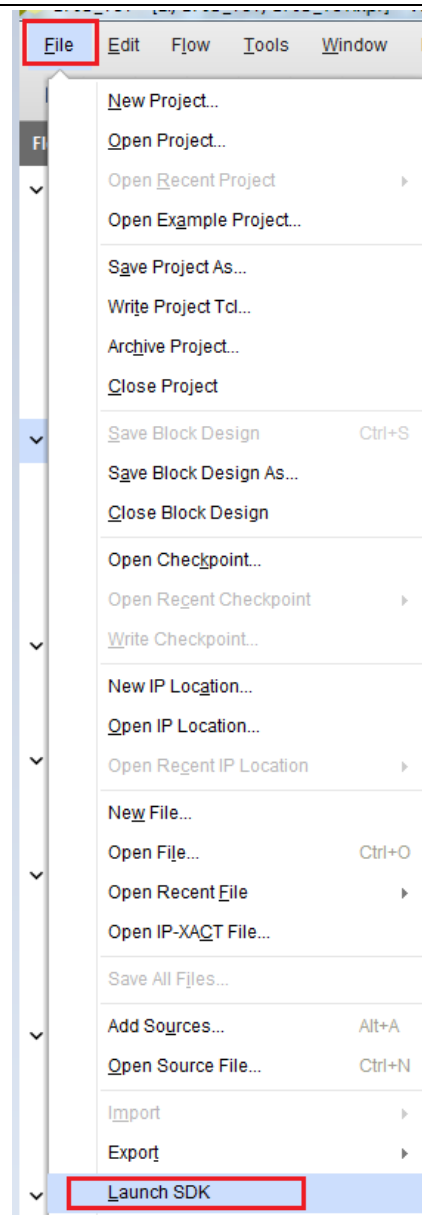 File Edit Flow Tools Window
New Project...
Fl
Open Project...
Open Recent Project
Open Example Project...
Save Project As...
Write Project Tcl...
Archive Project...
Close Project
Save Block Design Ctrl+S
Save Block Design As...
Close Block Design
Open Checkpoint...
Open Recent Checkpoint
Write Checkpoint...
New IP Location...
Open IP Location...
Open Recent IP Location
New File...
Open File... Ctrl+O
Open Recent File
Open IP-XACT File...
Save All Files...
Add Sources... Alt+A
Open Source File... Ctrl+N
Import
Export
Launch SDK